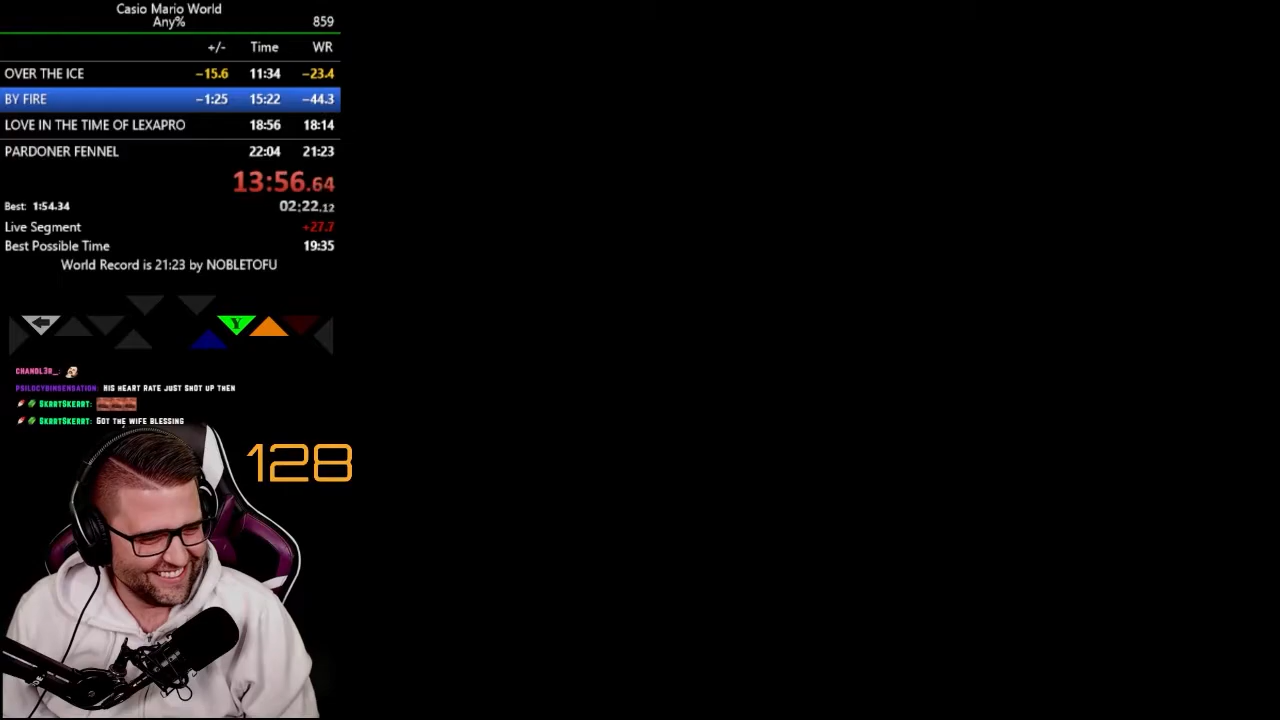 Casio Mario World
Any% 859
+/- Time WR
OVER THE ICE −15.6 11:34 −23.4
BY FIRE −1:25 15:22 −44.3
LOVE IN THE TIME OF LEXAPRO 18:56 18:14
PARDONER FENNEL 22:04 21:23
13:56.64
Best: 1:54.34 02:22.12
Live Segment +27.7
Best Possible Time 19:35
World Record is 21:23 by NOBLETOFU
Y
CHANDL3R_:
PSILOCYBINSENSATION: HIS HEART RATE JUST SHOT UP THEN
SKRRTSKERRT:
SKRRTSKERRT: GOT THE WIFE BLESSING
128